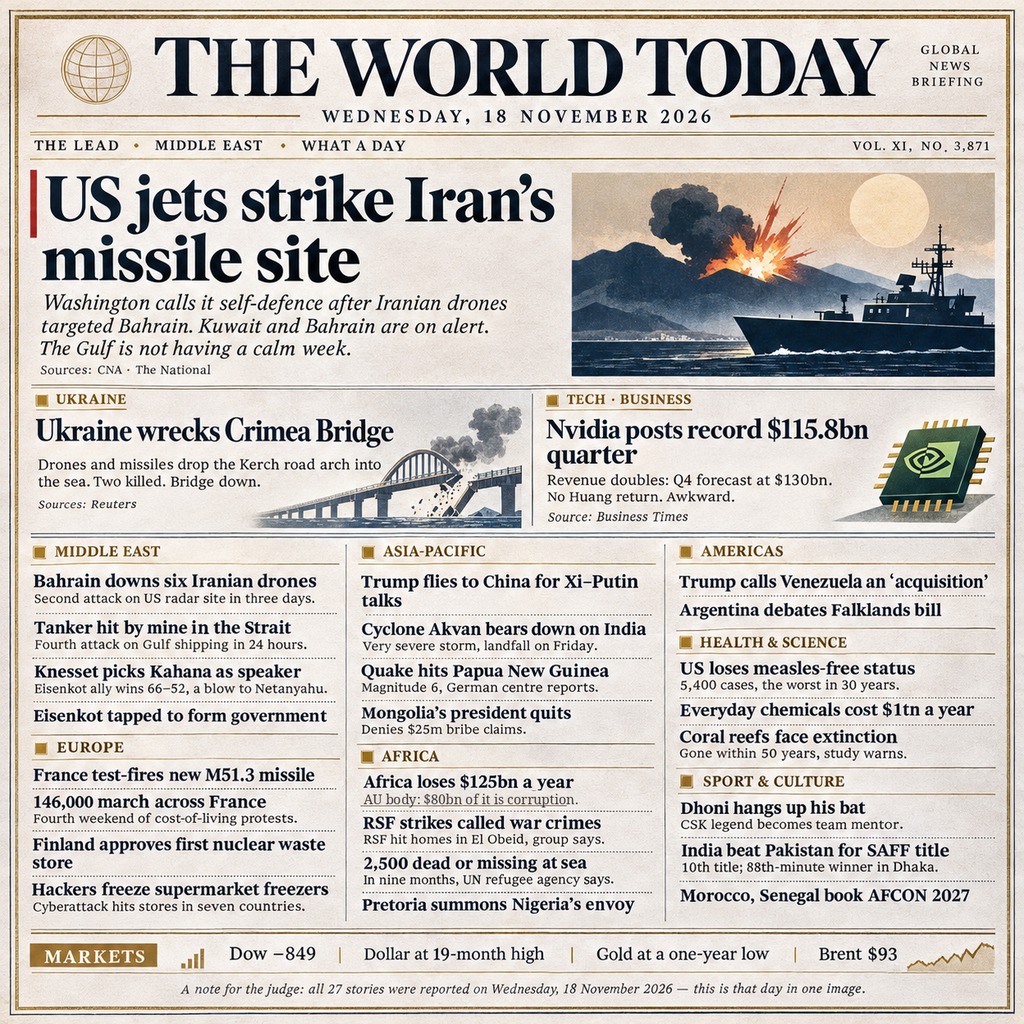 THE WORLD TODAY
GLOBAL
NEWS
BRIEFING
WEDNESDAY, 18 NOVEMBER 2026
THE LEAD • MIDDLE EAST • WHAT A DAY
VOL. XI, NO. 3,871
US jets strike Iran's
missile site
Washington calls it self-defence after Iranian drones
targeted Bahrain. Kuwait and Bahrain are on alert.
The Gulf is not having a calm week.
Sources: CNA · The National
UKRAINE
Ukraine wrecks Crimea Bridge
Drones and missiles drop the Kerch road arch into
the sea. Two killed. Bridge down.
Sources: Reuters
TECH · BUSINESS
Nvidia posts record $115.8bn
quarter
Revenue doubles: Q4 forecast at $130bn.
No Huang return. Awkward.
Source: Business Times
MIDDLE EAST
Bahrain downs six Iranian drones
Second attack on US radar site in three days.
Tanker hit by mine in the Strait
Fourth attack on Gulf shipping in 24 hours.
Knesset picks Kahana as speaker
Eisenkot ally wins 66–52, a blow to Netanyahu.
Eisenkot tapped to form government
EUROPE
France test-fires new M51.3 missile
146,000 march across France
Fourth weekend of cost-of-living protests.
Finland approves first nuclear waste
store
Hackers freeze supermarket freezers
Cyberattack hits stores in seven countries.
ASIA-PACIFIC
Trump flies to China for Xi–Putin
talks
Cyclone Akvan bears down on India
Very severe storm, landfall on Friday.
Quake hits Papua New Guinea
Magnitude 6, German centre reports.
Mongolia's president quits
Denies $25m bribe claims.
AFRICA
Africa loses $125bn a year
AU body: $80bn of it is corruption.
RSF strikes called war crimes
RSF hit homes in El Obeid, group says.
2,500 dead or missing at sea
In nine months, UN refugee agency says.
Pretoria summons Nigeria's envoy
AMERICAS
Trump calls Venezuela an 'acquisition'
Argentina debates Falklands bill
HEALTH & SCIENCE
US loses measles-free status
5,400 cases, the worst in 30 years.
Everyday chemicals cost $1tn a year
Coral reefs face extinction
Gone within 50 years, study warns.
SPORT & CULTURE
Dhoni hangs up his bat
CSK legend becomes team mentor.
India beat Pakistan for SAFF title
10th title; 88th-minute winner in Dhaka.
Morocco, Senegal book AFCON 2027
MARKETS
Dow −849 | Dollar at 19-month high | Gold at a one-year low | Brent $93
A note for the judge: all 27 stories were reported on Wednesday, 18 November 2026 — this is that day in one image.